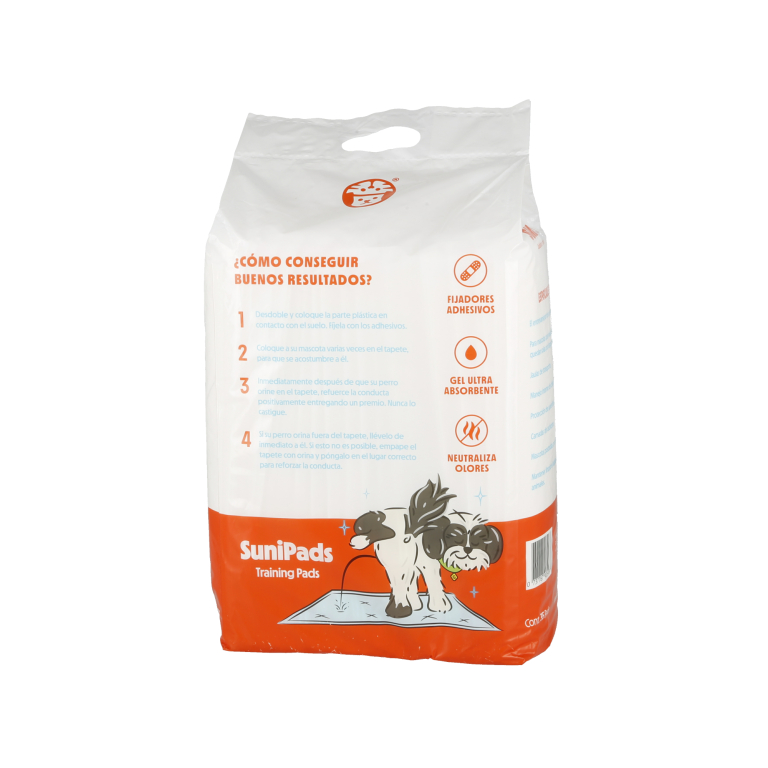 ®
¿CÓMO CONSEGUIR
BUENOS RESULTADOS?
1
Desdoble y coloque la parte plástica en
contacto con el suelo, fíjela con los adhesivos.
2
Coloque a su mascota varias veces en el tapete,
para que se acostumbre a él.
3
Inmediatamente después de que su perro
orine en el tapete, refuerce la conducta
positivamente entregando un premio. Nunca lo
castigue.
4
Si tu perro orina fuera del tapete, llévelo de
inmediato a él. Si esto no es posible, empape el
tapete con orina y póngalo en el lugar correcto
para reforzar la conducta.
FIJADORES
ADHESIVOS
GEL ULTRA
ABSORBENTE
NEUTRALIZA
OLORES
SuniPads
Training Pads
Cont.